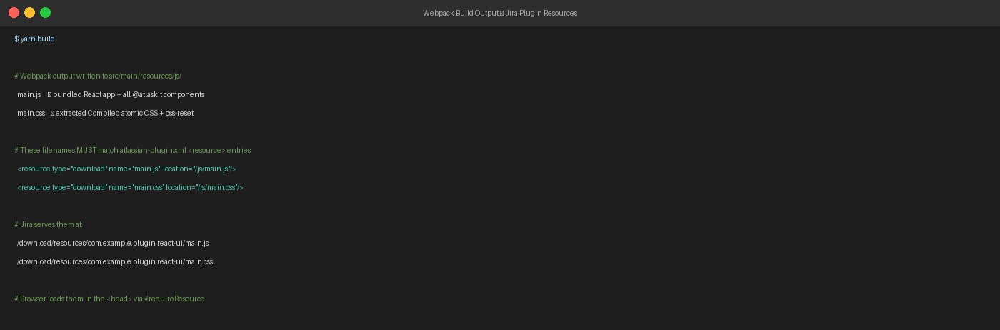 Webpack Build Output Jira Plugin Resources
$ yarn build
# Webpack output written to src/main/resources/js/
main.js bundled React app + all @atlaskit components
main.css extracted Compiled atomic CSS + css-reset
# These filenames MUST match atlassian-plugin.xml <resource> entries:
<resource type="download" name="main.js" location="/js/main.js"/>
<resource type="download" name="main.css" location="/js/main.css"/>
# Jira serves them at:
/download/resources/com.example.plugin:react-ui/main.js
/download/resources/com.example.plugin:react-ui/main.css
# Browser loads them in the <head> via #requireResource